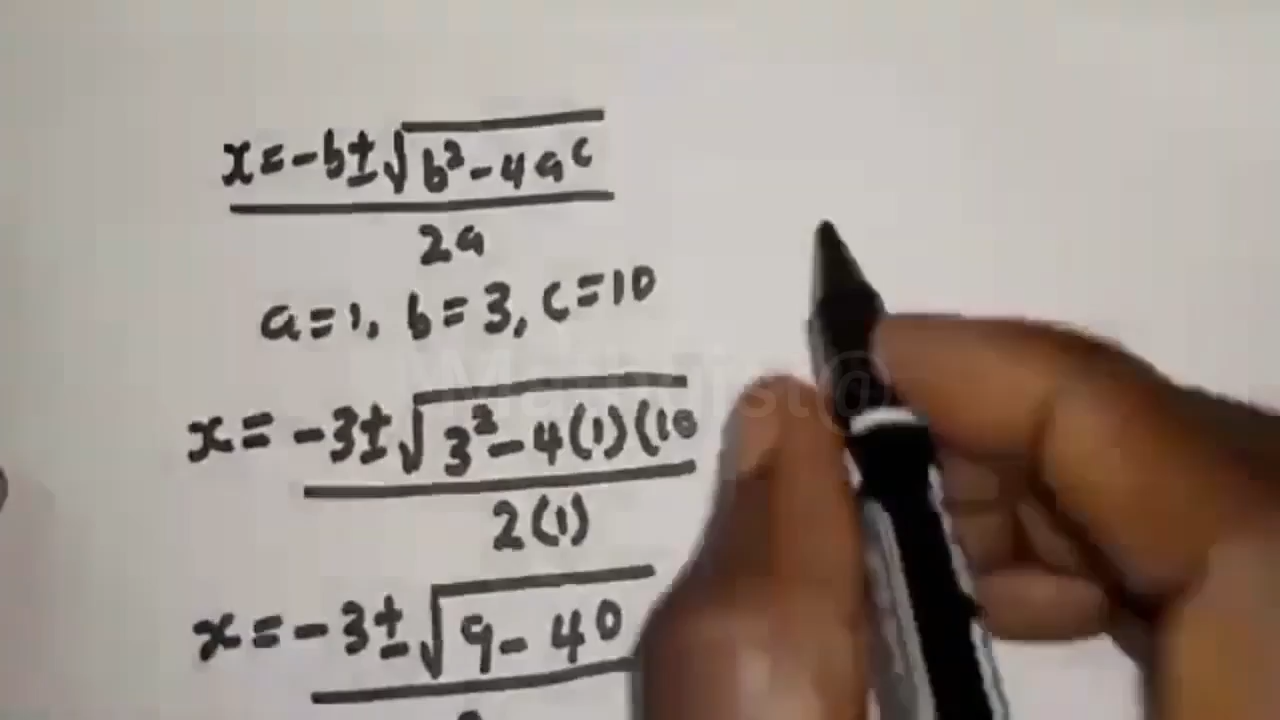 x=-b±√b²-4ac
2a
a=1, b=3, c=10
x= -3±√3²-4(1)(10
2(1)
x=-3±√9-40